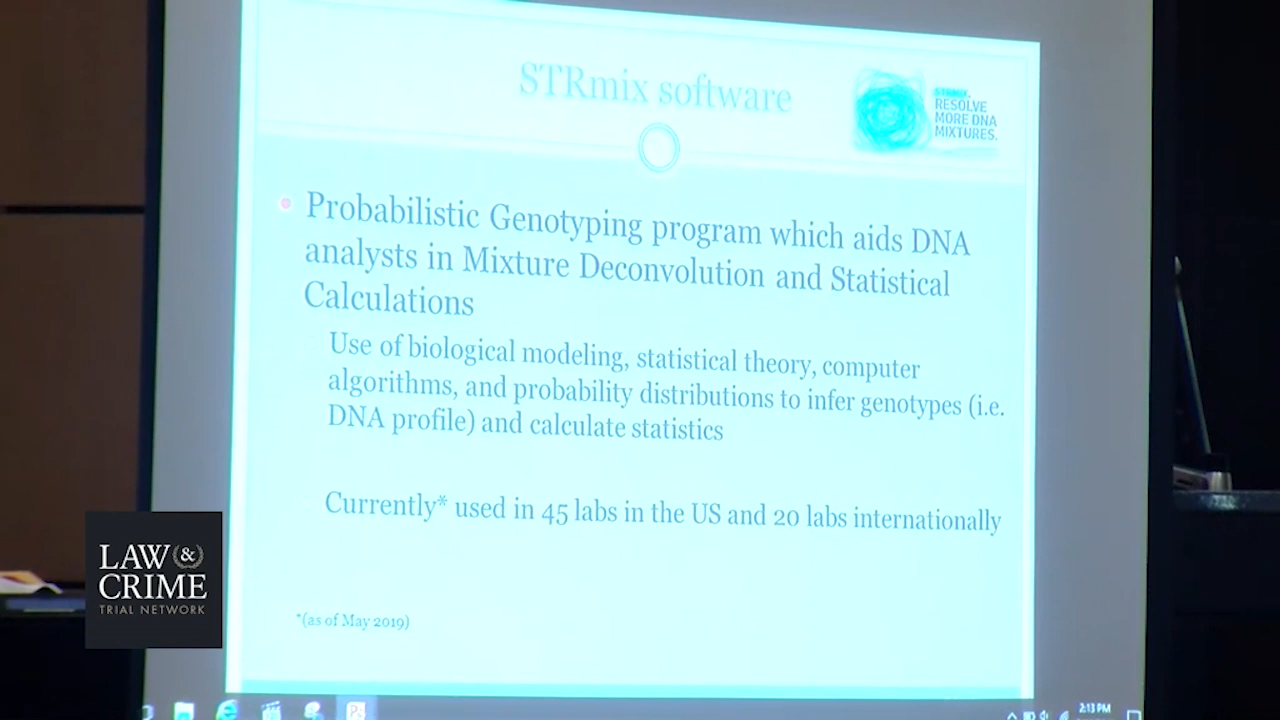 STRmix software
STRMIX.
RESOLVE
MORE DNA
MIXTURES.
Probabilistic Genotyping program which aids DNA
analysts in Mixture Deconvolution and Statistical
Calculations
Use of biological modeling, statistical theory, computer
algorithms, and probability distributions to infer genotypes (i.e.
DNA profile) and calculate statistics
Currently* used in 45 labs in the US and 20 labs internationally
*(as of May 2019)
LAW &
CRIME
TRIAL NETWORK
2:13 PM